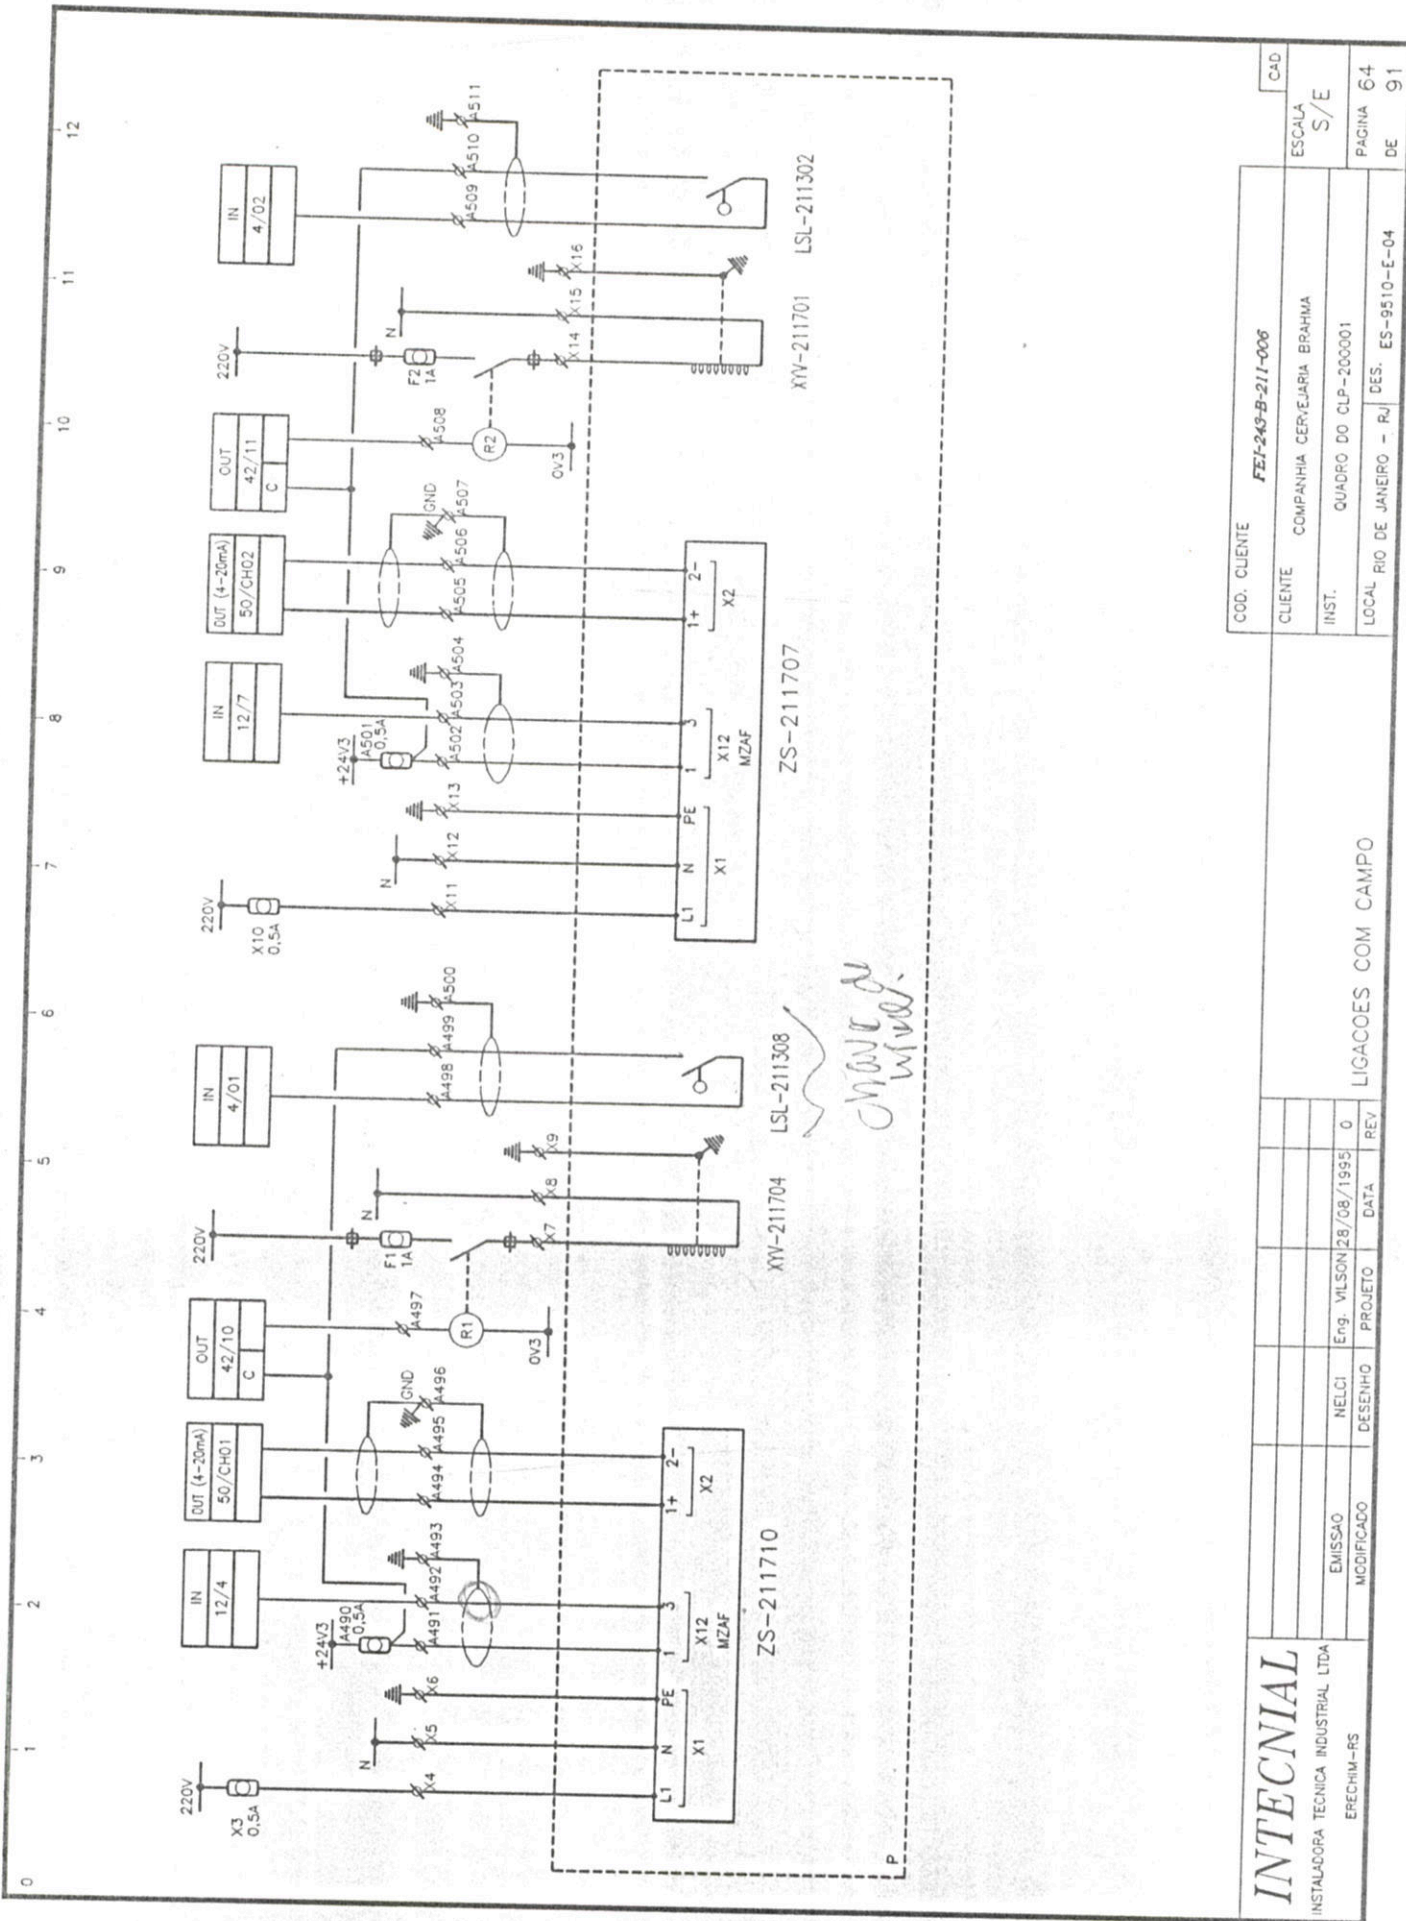 0 1 2 3 4 5 6 7 8 9 10 11 12
220V
X3
0,5A
X4
N
X5
X6
+24V3
A490
0,5A
A491
A492
A493
IN
12/4
OUT (4-20mA)
50/CH01
A494
A495
A496
GND
OUT
42/10
C
A497
R1
0V3
220V
F1
1A
N
X7
X8
X9
IN
4/01
A498
A499
A500
L1 N PE
X1
1 3
X12
MZAF
1+ 2-
X2
ZS-211710
XYV-211704
LSL-211308
chave de
nivel.
220V
X10
0,5A
X11
N
X12
X13
+24V3
A501
0,5A
A502
A503
A504
IN
12/7
OUT (4-20mA)
50/CH02
A505
A506
A507
GND
OUT
42/11
C
A508
R2
0V3
220V
F2
1A
N
X14
X15
X16
IN
4/02
A509
A510
A511
L1 N PE
X1
1 3
X12
MZAF
1+ 2-
X2
ZS-211707
XYV-211701
LSL-211302
P
INTECNIAL
INSTALADORA TECNICA INDUSTRIAL LTDA
ERECHIM-RS
EMISSAO NELCI Eng. VILSON 28/08/1995 0
MODIFICADO DESENHO PROJETO DATA REV
LIGACOES COM CAMPO
COD. CLIENTE FEI-243-B-211-006
CAD
CLIENTE COMPANHIA CERVEJARIA BRAHMA
ESCALA
S/E
INST. QUADRO DO CLP-200001
LOCAL RIO DE JANEIRO - RJ
DES. ES-9510-E-04
PAGINA 64
DE 91